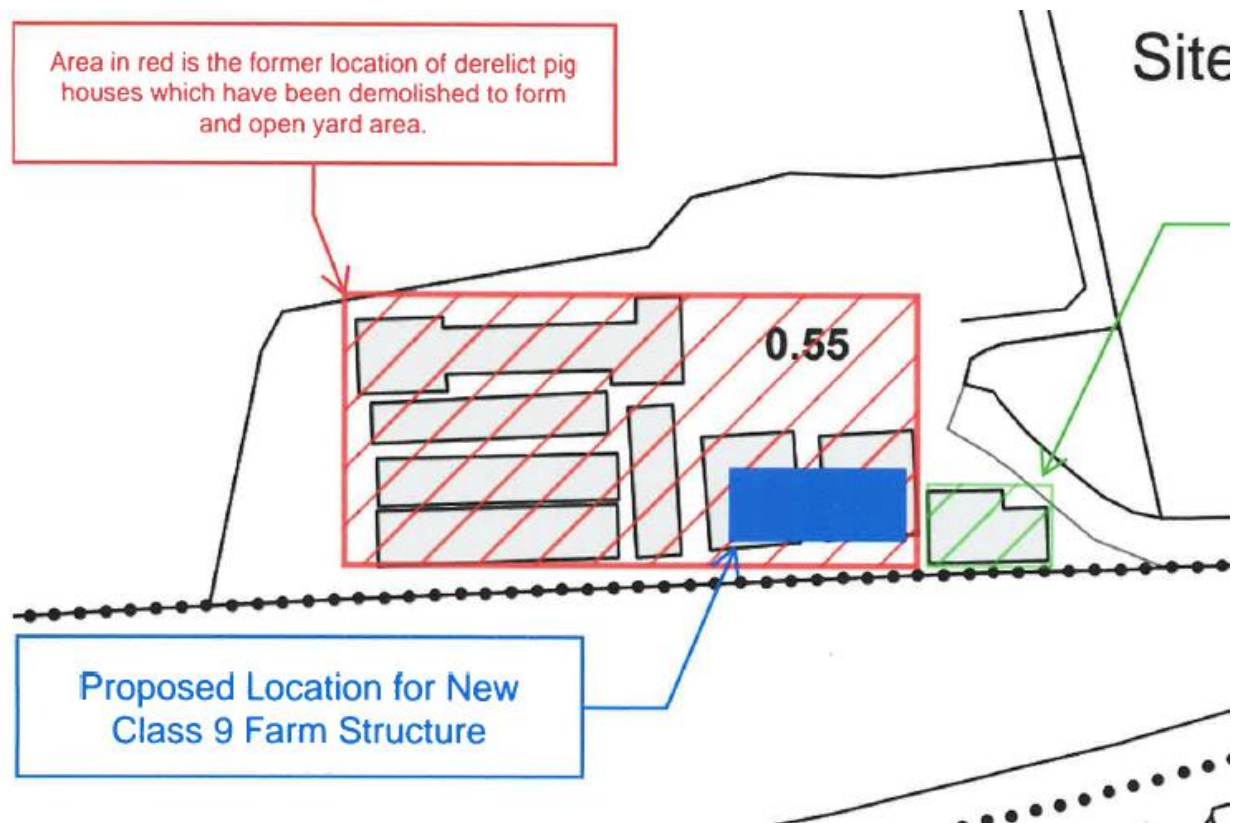 Area in red is the former location of derelict pig
houses which have been demolished to form
and open yard area.
Site
0.55
Proposed Location for New
Class 9 Farm Structure